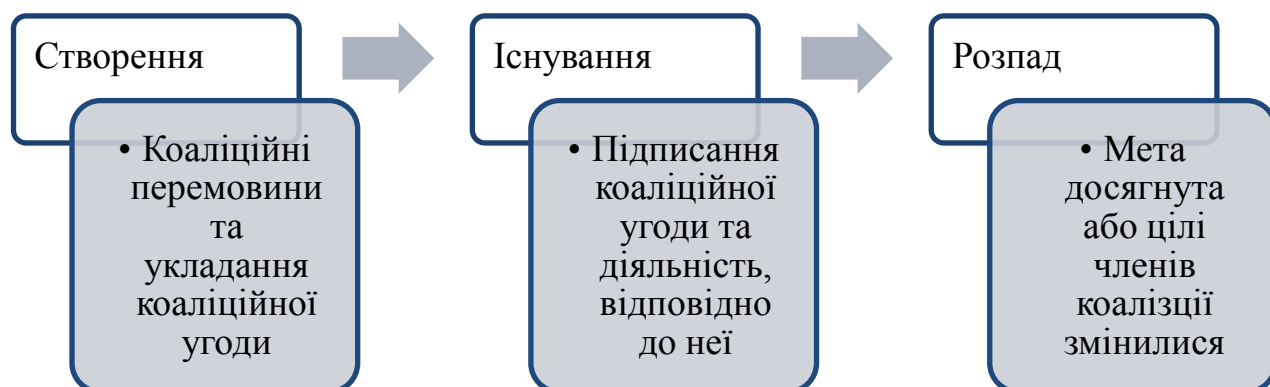 Створення
• Коаліційні
перемовини
та
укладання
коаліційної
угоди
Існування
• Підписання
коаліційної
угоди та
діяльність,
відповідно
до неї
Розпад
• Мета
досягнута
або цілі
членів
коалізції
змінилися